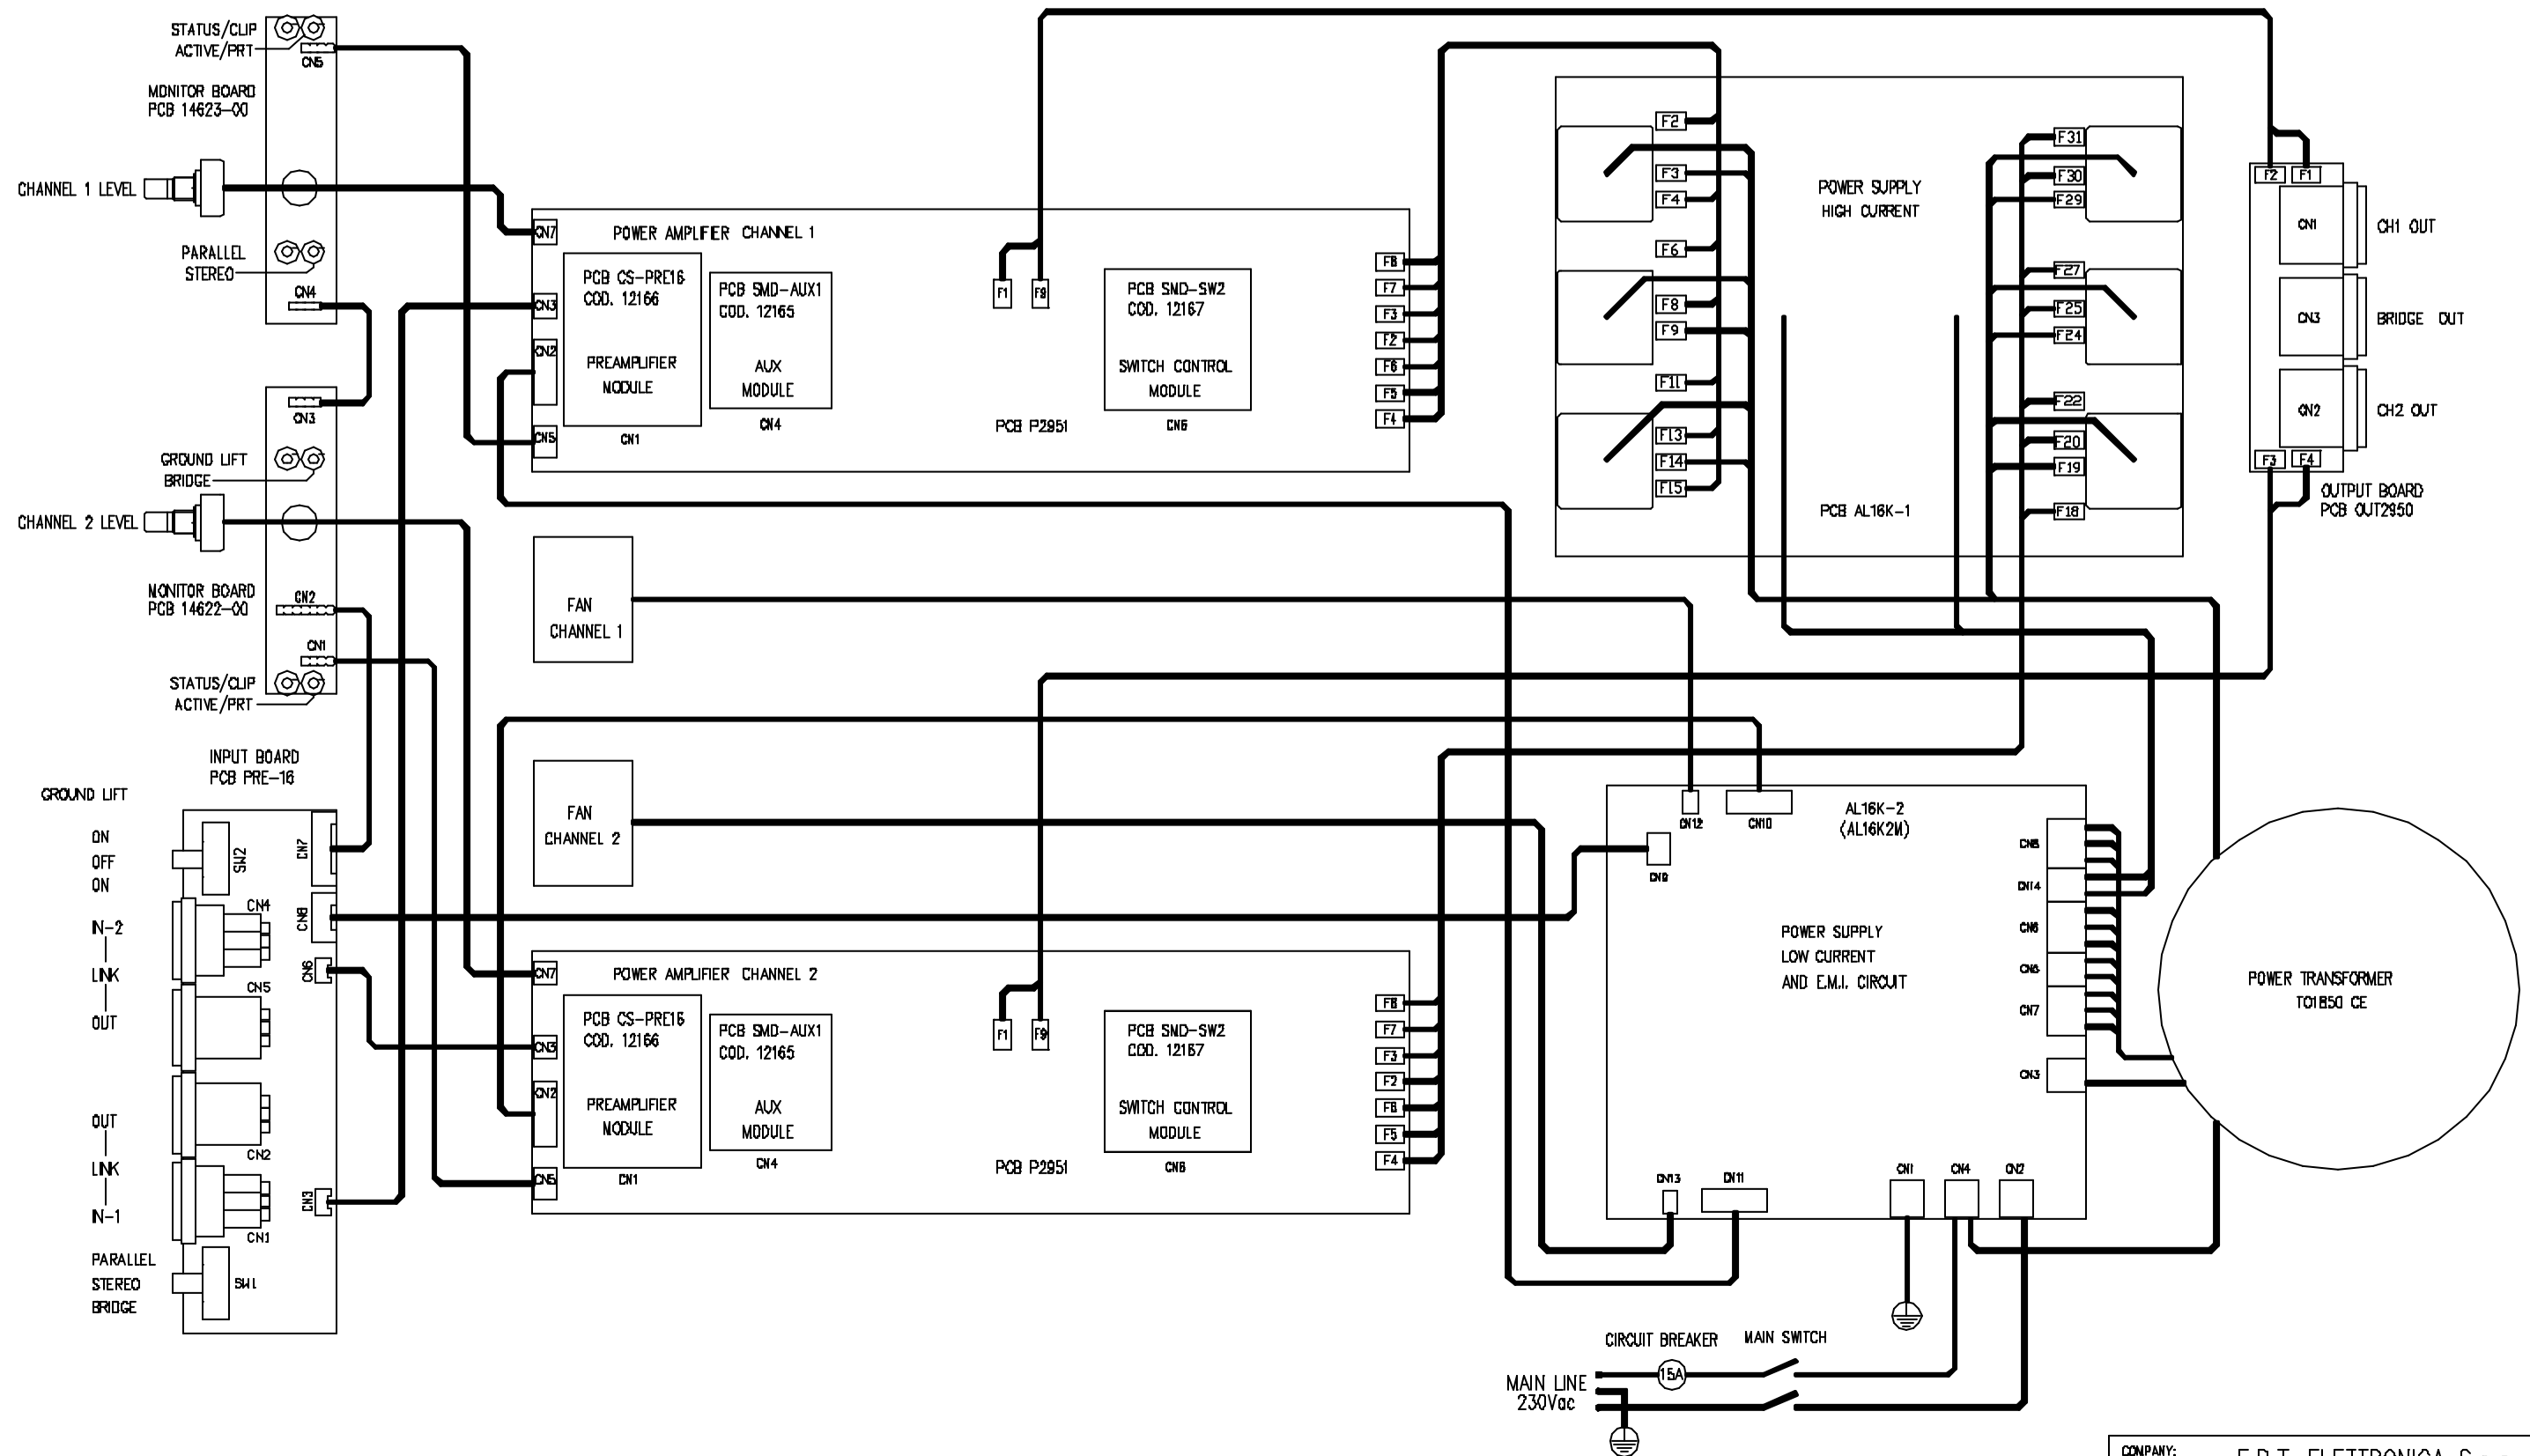 STATUS/CLIP
ACTIVE/PRT
CN5
MONITOR BOARD
PCB 14623-00
CHANNEL 1 LEVEL
PARALLEL
STEREO
CN4
CN3
GROUND LIFT
BRIDGE
CHANNEL 2 LEVEL
MONITOR BOARD
PCB 14622-00
CN2
CN1
STATUS/CLIP
ACTIVE/PRT
INPUT BOARD
PCB PRE-16
GROUND LIFT
ON
OFF
ON
SW2
CN7
CN4
CN8
IN-2
LINK
OUT
CN6
CN5
OUT
LINK
IN-1
CN2
CN3
CN1
PARALLEL
STEREO
BRIDGE
SW1
CN7
POWER AMPLIFIER CHANNEL 1
CN3
CN2
CN5
PCB CS-PRE16
COD. 12166
PREAMPLIFIER
MODULE
CN1
PCB SMD-AUX1
COD. 12165
AUX
MODULE
CN4
F1
F9
PCB P2951
PCB SMD-SW2
COD. 12167
SWITCH CONTROL
MODULE
CN6
F8
F7
F3
F2
F6
F5
F4
FAN
CHANNEL 1
FAN
CHANNEL 2
CN7
POWER AMPLIFIER CHANNEL 2
CN3
CN2
CN5
PCB CS-PRE16
COD. 12166
PREAMPLIFIER
MODULE
CN1
PCB SMD-AUX1
COD. 12165
AUX
MODULE
CN4
F1
F9
PCB P2951
PCB SMD-SW2
COD. 12167
SWITCH CONTROL
MODULE
CN6
F8
F7
F3
F2
F6
F5
F4
F2
F3
F4
F6
F8
F9
F11
F13
F14
F15
POWER SUPPLY
HIGH CURRENT
PCB AL16K-1
F31
F30
F29
F27
F25
F24
F22
F20
F19
F18
F2
F1
CN1
CH1 OUT
CN3
BRIDGE OUT
CN2
CH2 OUT
F3
F4
OUTPUT BOARD
PCB OUT2950
CN12
CN10
AL16K-2
(AL16K2M)
CN9
POWER SUPPLY
LOW CURRENT
AND E.M.I. CIRCUIT
CN14
CN7
CN3
CN13
CN11
CN1
CN4
CN2
POWER TRANSFORMER
TO1850 CE
CIRCUIT BREAKER
MAIN SWITCH
15A
MAIN LINE
230Vac
COMPANY: